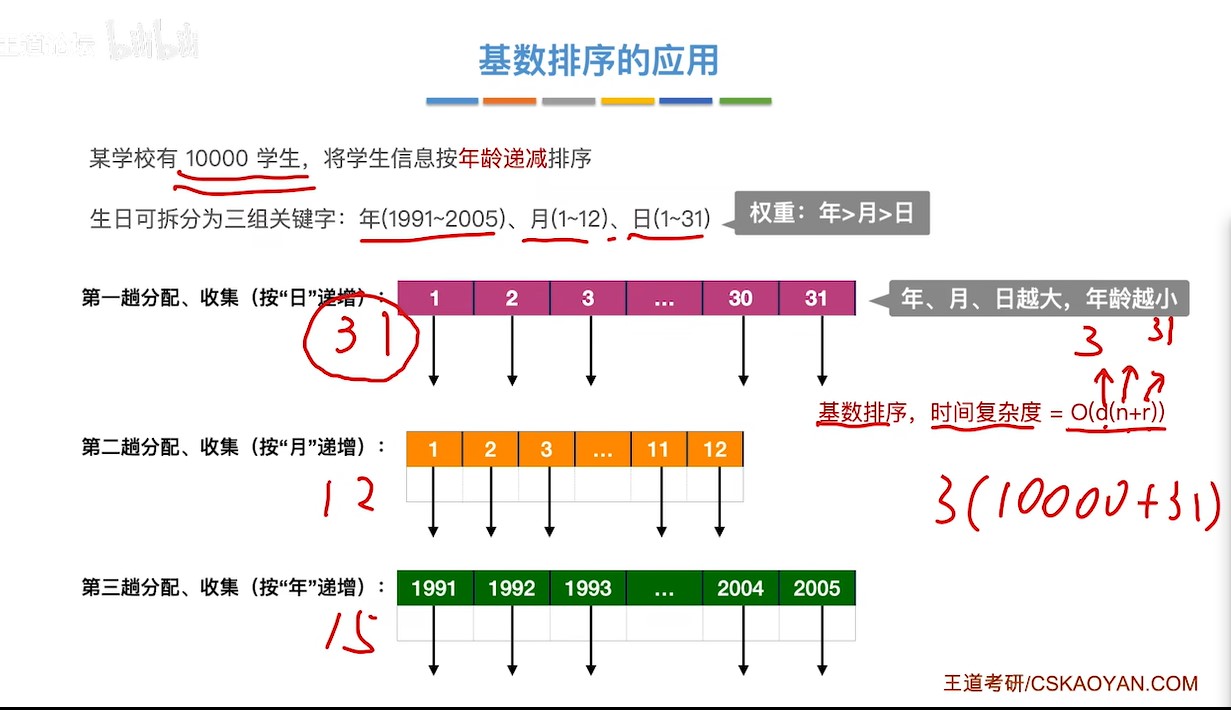 王道论坛 bilibili
基数排序的应用
某学校有 10000 学生，将学生信息按年龄递减排序
生日可拆分为三组关键字：年(1991~2005)、月(1~12)、日(1~31)
权重：年>月>日
第一趟分配、收集（按“日”递增）： 1 2 3 ... 30 31
年、月、日越大，年龄越小
31
3 31
基数排序，时间复杂度 = O(d(n+r))
第二趟分配、收集（按“月”递增）： 1 2 3 ... 11 12
12
3(10000+31)
第三趟分配、收集（按“年”递增）： 1991 1992 1993 ... 2004 2005
15
王道考研/CSKAOYAN.COM